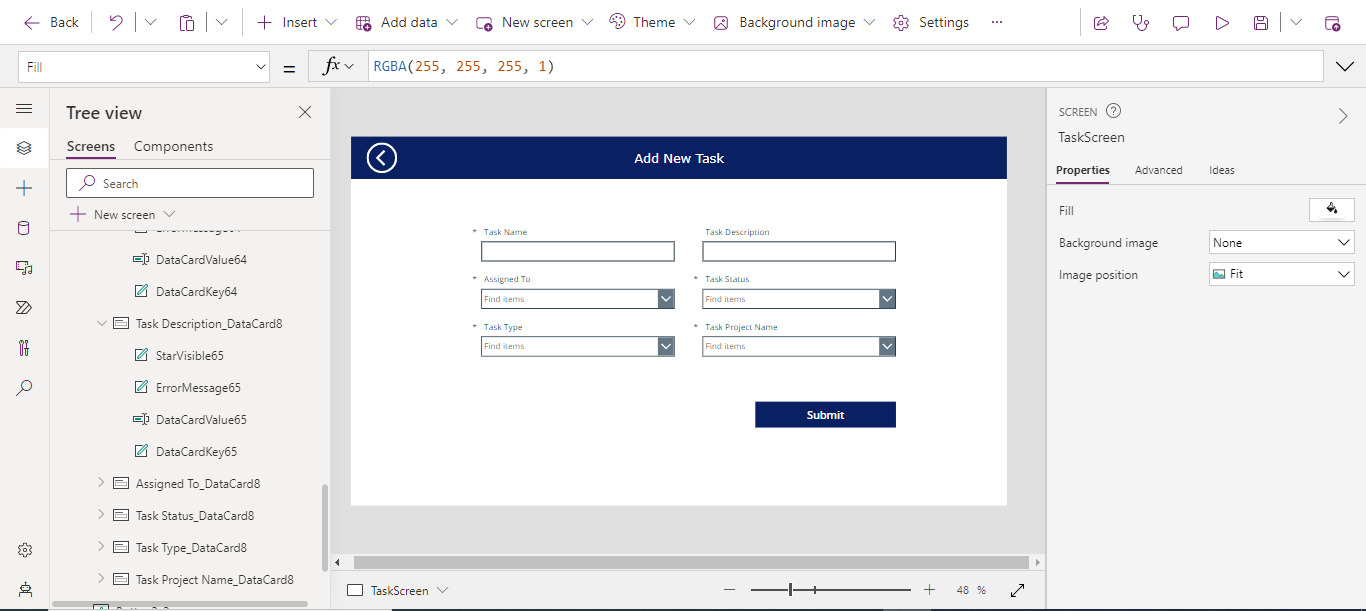 Back Insert Add data New screen Theme Background image Settings ...
Fill = fx RGBA(255, 255, 255, 1)
Tree view
Screens Components
Search
New screen
DataCardValue64
DataCardKey64
Task Description_DataCard8
StarVisible65
ErrorMessage65
DataCardValue65
DataCardKey65
Assigned To_DataCard8
Task Status_DataCard8
Task Type_DataCard8
Task Project Name_DataCard8
Add New Task
* Task Name Task Description
* Assigned To * Task Status
Find items Find items
* Task Type * Task Project Name
Find items Find items
Submit
TaskScreen 48 %
SCREEN ?
TaskScreen
Properties Advanced Ideas
Fill
Background image None
Image position Fit